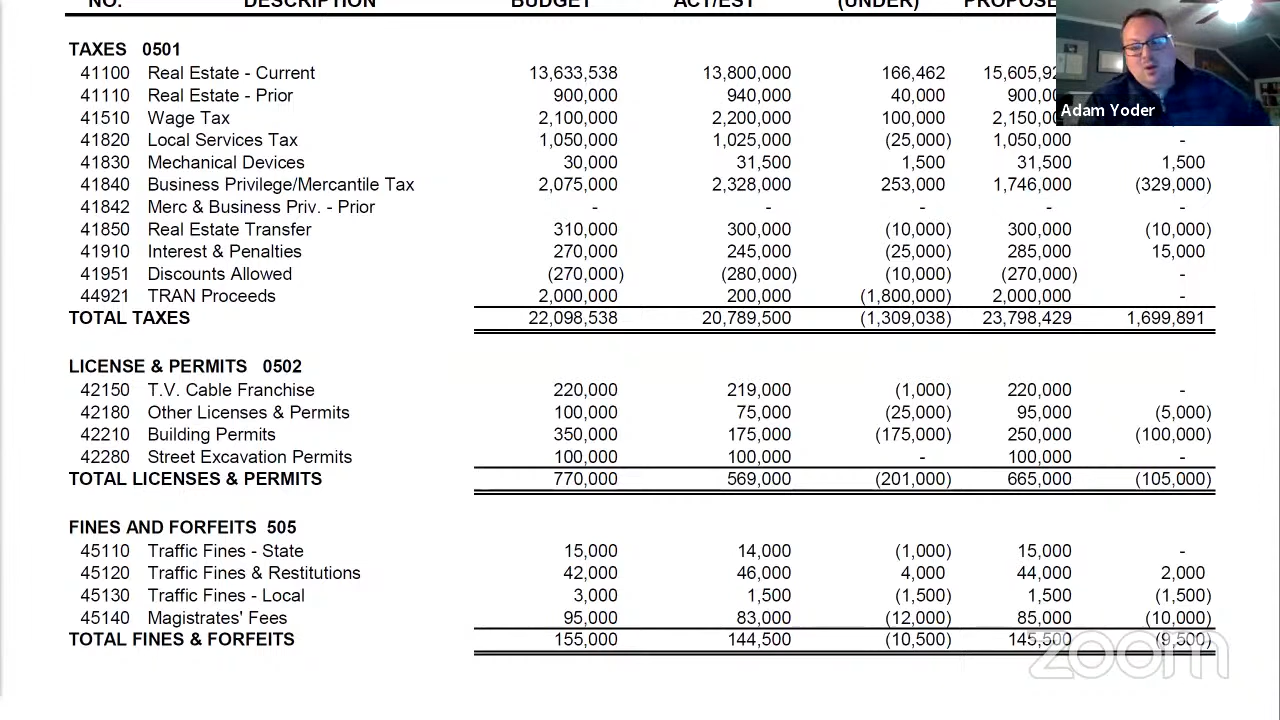 NO. DESCRIPTION BUDGET ACT/EST (UNDER)
TAXES 0501
41100 Real Estate - Current 13,633,538 13,800,000 166,462
41110 Real Estate - Prior 900,000 940,000 40,000
41510 Wage Tax 2,100,000 2,200,000 100,000
Adam Yoder
41820 Local Services Tax 1,050,000 1,025,000 (25,000) 1,050,000 -
41830 Mechanical Devices 30,000 31,500 1,500 31,500 1,500
41840 Business Privilege/Mercantile Tax 2,075,000 2,328,000 253,000 1,746,000 (329,000)
41842 Merc & Business Priv. - Prior - - - - -
41850 Real Estate Transfer 310,000 300,000 (10,000) 300,000 (10,000)
41910 Interest & Penalties 270,000 245,000 (25,000) 285,000 15,000
41951 Discounts Allowed (270,000) (280,000) (10,000) (270,000) -
44921 TRAN Proceeds 2,000,000 200,000 (1,800,000) 2,000,000 -
TOTAL TAXES 22,098,538 20,789,500 (1,309,038) 23,798,429 1,699,891
LICENSE & PERMITS 0502
42150 T.V. Cable Franchise 220,000 219,000 (1,000) 220,000 -
42180 Other Licenses & Permits 100,000 75,000 (25,000) 95,000 (5,000)
42210 Building Permits 350,000 175,000 (175,000) 250,000 (100,000)
42280 Street Excavation Permits 100,000 100,000 - 100,000 -
TOTAL LICENSES & PERMITS 770,000 569,000 (201,000) 665,000 (105,000)
FINES AND FORFEITS 505
45110 Traffic Fines - State 15,000 14,000 (1,000) 15,000 -
45120 Traffic Fines & Restitutions 42,000 46,000 4,000 44,000 2,000
45130 Traffic Fines - Local 3,000 1,500 (1,500) 1,500 (1,500)
45140 Magistrates' Fees 95,000 83,000 (12,000) 85,000 (10,000)
TOTAL FINES & FORFEITS 155,000 144,500 (10,500) 145,500 (9,500)
zoom